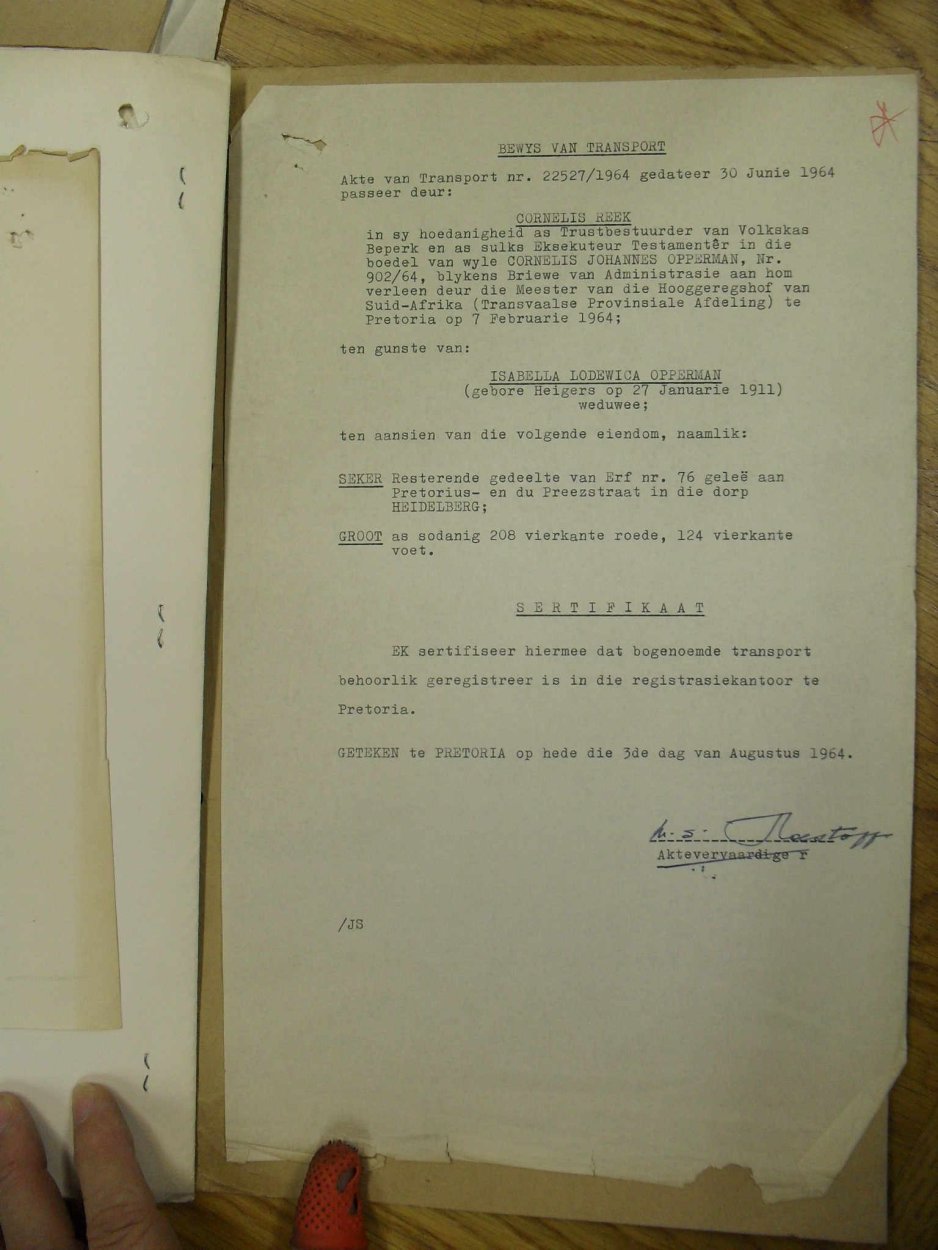 BEWYS VAN TRANSPORT
Akte van Transport nr. 22527/1964 gedateer 30 Junie 1964
passeer deur:
CORNELIS REEK
in sy hoedanigheid as Trustbestuurder van Volkskas
Beperk en as sulks Eksekuteur Testamentêr in die
boedel van wyle CORNELIS JOHANNES OPPERMAN, Nr.
902/64, blykens Briewe van Administrasie aan hom
verleen deur die Meester van die Hooggeregshof van
Suid-Afrika (Transvaalse Provinsiale Afdeling) te
Pretoria op 7 Februarie 1964;
ten gunste van:
ISABELLA LODEWICA OPPERMAN
(gebore Heigers op 27 Januarie 1911)
weduwee;
ten aansien van die volgende eiendom, naamlik:
SEKER Resterende gedeelte van Erf nr. 76 geleë aan
Pretorius- en du Preezstraat in die dorp
HEIDELBERG;
GROOT as sodanig 208 vierkante roede, 124 vierkante
voet.
S E R T I F I K A A T
EK sertifiseer hiermee dat bogenoemde transport
behoorlik geregistreer is in die registrasiekantoor te
Pretoria.
GETEKEN te PRETORIA op hede die 3de dag van Augustus 1964.
Aktevervaardige r
/JS